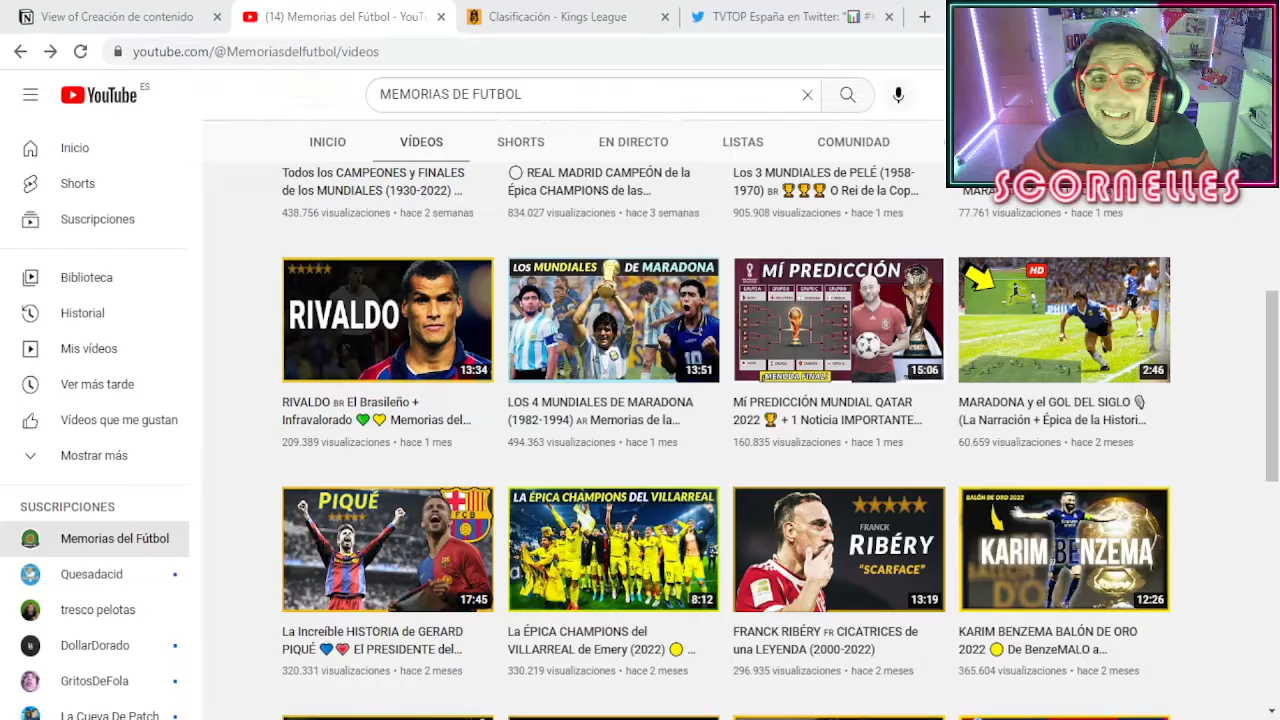 View of Creación de contenido
(14) Memorias del Fútbol - YouT
Clasificación - Kings League
TVTOP España en Twitter: "
youtube.com/@Memoriasdelfutbol/videos
YouTube ES
MEMORIAS DE FUTBOL
INICIO VÍDEOS SHORTS EN DIRECTO LISTAS COMUNIDAD
SCORNELLES
Inicio
Shorts
Suscripciones
Biblioteca
Historial
Mis vídeos
Ver más tarde
Vídeos que me gustan
Mostrar más
SUSCRIPCIONES
Memorias del Fútbol
Quesadacid
tresco pelotas
DollarDorado
GritosDeFola
La Cueva De Patch
Todos los CAMPEONES y FINALES
de los MUNDIALES (1930-2022) ...
438.756 visualizaciones • hace 2 semanas
REAL MADRID CAMPEÓN de la
Épica CHAMPIONS de las...
834.027 visualizaciones • hace 3 semanas
Los 3 MUNDIALES de PELÉ (1958-
1970) BR 🏆🏆🏆 O Rei de la Cop...
905.908 visualizaciones • hace 1 mes
77.761 visualizaciones • hace 1 mes
RIVALDO
13:34
RIVALDO BR El Brasileño +
Infravalorado 💚💛 Memorias del...
209.389 visualizaciones • hace 1 mes
LOS MUNDIALES DE MARADONA
10
13:51
LOS 4 MUNDIALES DE MARADONA
(1982-1994) AR Memorias de la...
494.363 visualizaciones • hace 1 mes
MÍ PREDICCIÓN
¡MENUDA FINAL!
15:06
Mí PREDICCIÓN MUNDIAL QATAR
2022 🏆 + 1 Noticia IMPORTANTE...
160.835 visualizaciones • hace 1 mes
HD
2:46
MARADONA y el GOL DEL SIGLO
(La Narración + Épica de la Histori...
60.659 visualizaciones • hace 2 meses
PIQUÉ
17:45
La Increíble HISTORIA de GERARD
PIQUÉ 💙❤️ El PRESIDENTE del...
320.331 visualizaciones • hace 2 meses
LA ÉPICA CHAMPIONS DEL VILLARREAL
8:12
La ÉPICA CHAMPIONS del
VILLARREAL de Emery (2022) 🟡 ...
330.219 visualizaciones • hace 2 meses
FRANCK
RIBÉRY
"SCARFACE"
13:19
FRANCK RIBÉRY FR CICATRICES de
una LEYENDA (2000-2022)
296.935 visualizaciones • hace 2 meses
BALÓN DE ORO 2022
KARIM BENZEMA
12:26
KARIM BENZEMA BALÓN DE ORO
2022 🟡 De BenzeMALO a...
365.604 visualizaciones • hace 2 meses